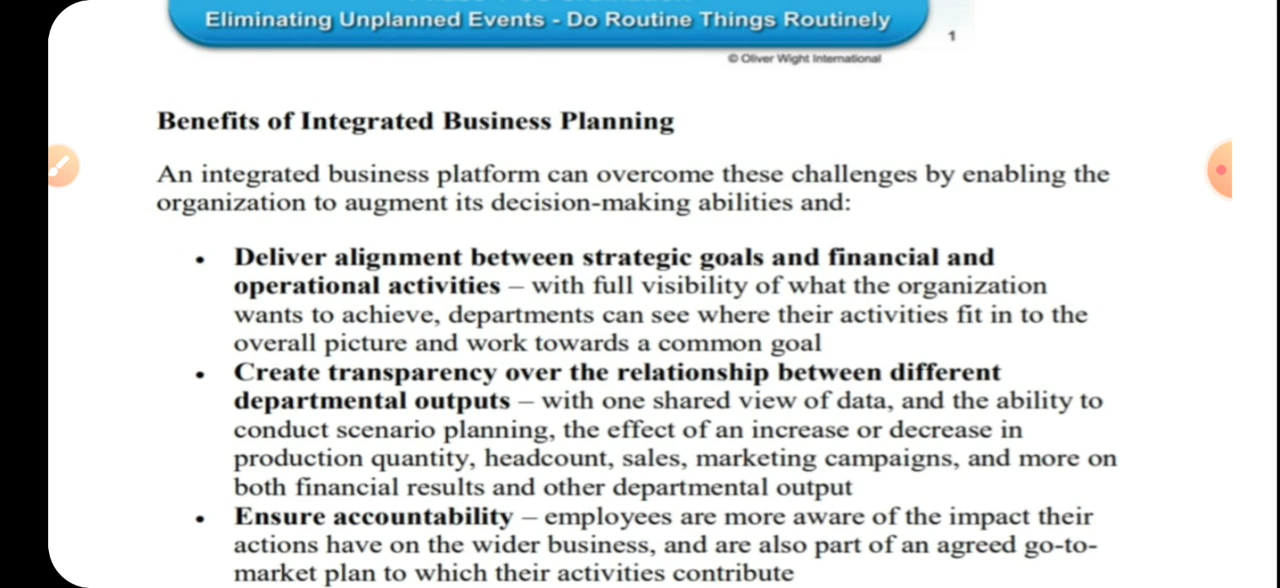 Eliminating Unplanned Events - Do Routine Things Routinely
1
© Oliver Wight International
Benefits of Integrated Business Planning
An integrated business platform can overcome these challenges by enabling the
organization to augment its decision-making abilities and:
• Deliver alignment between strategic goals and financial and
operational activities – with full visibility of what the organization
wants to achieve, departments can see where their activities fit in to the
overall picture and work towards a common goal
• Create transparency over the relationship between different
departmental outputs – with one shared view of data, and the ability to
conduct scenario planning, the effect of an increase or decrease in
production quantity, headcount, sales, marketing campaigns, and more on
both financial results and other departmental output
• Ensure accountability – employees are more aware of the impact their
actions have on the wider business, and are also part of an agreed go-to-
market plan to which their activities contribute